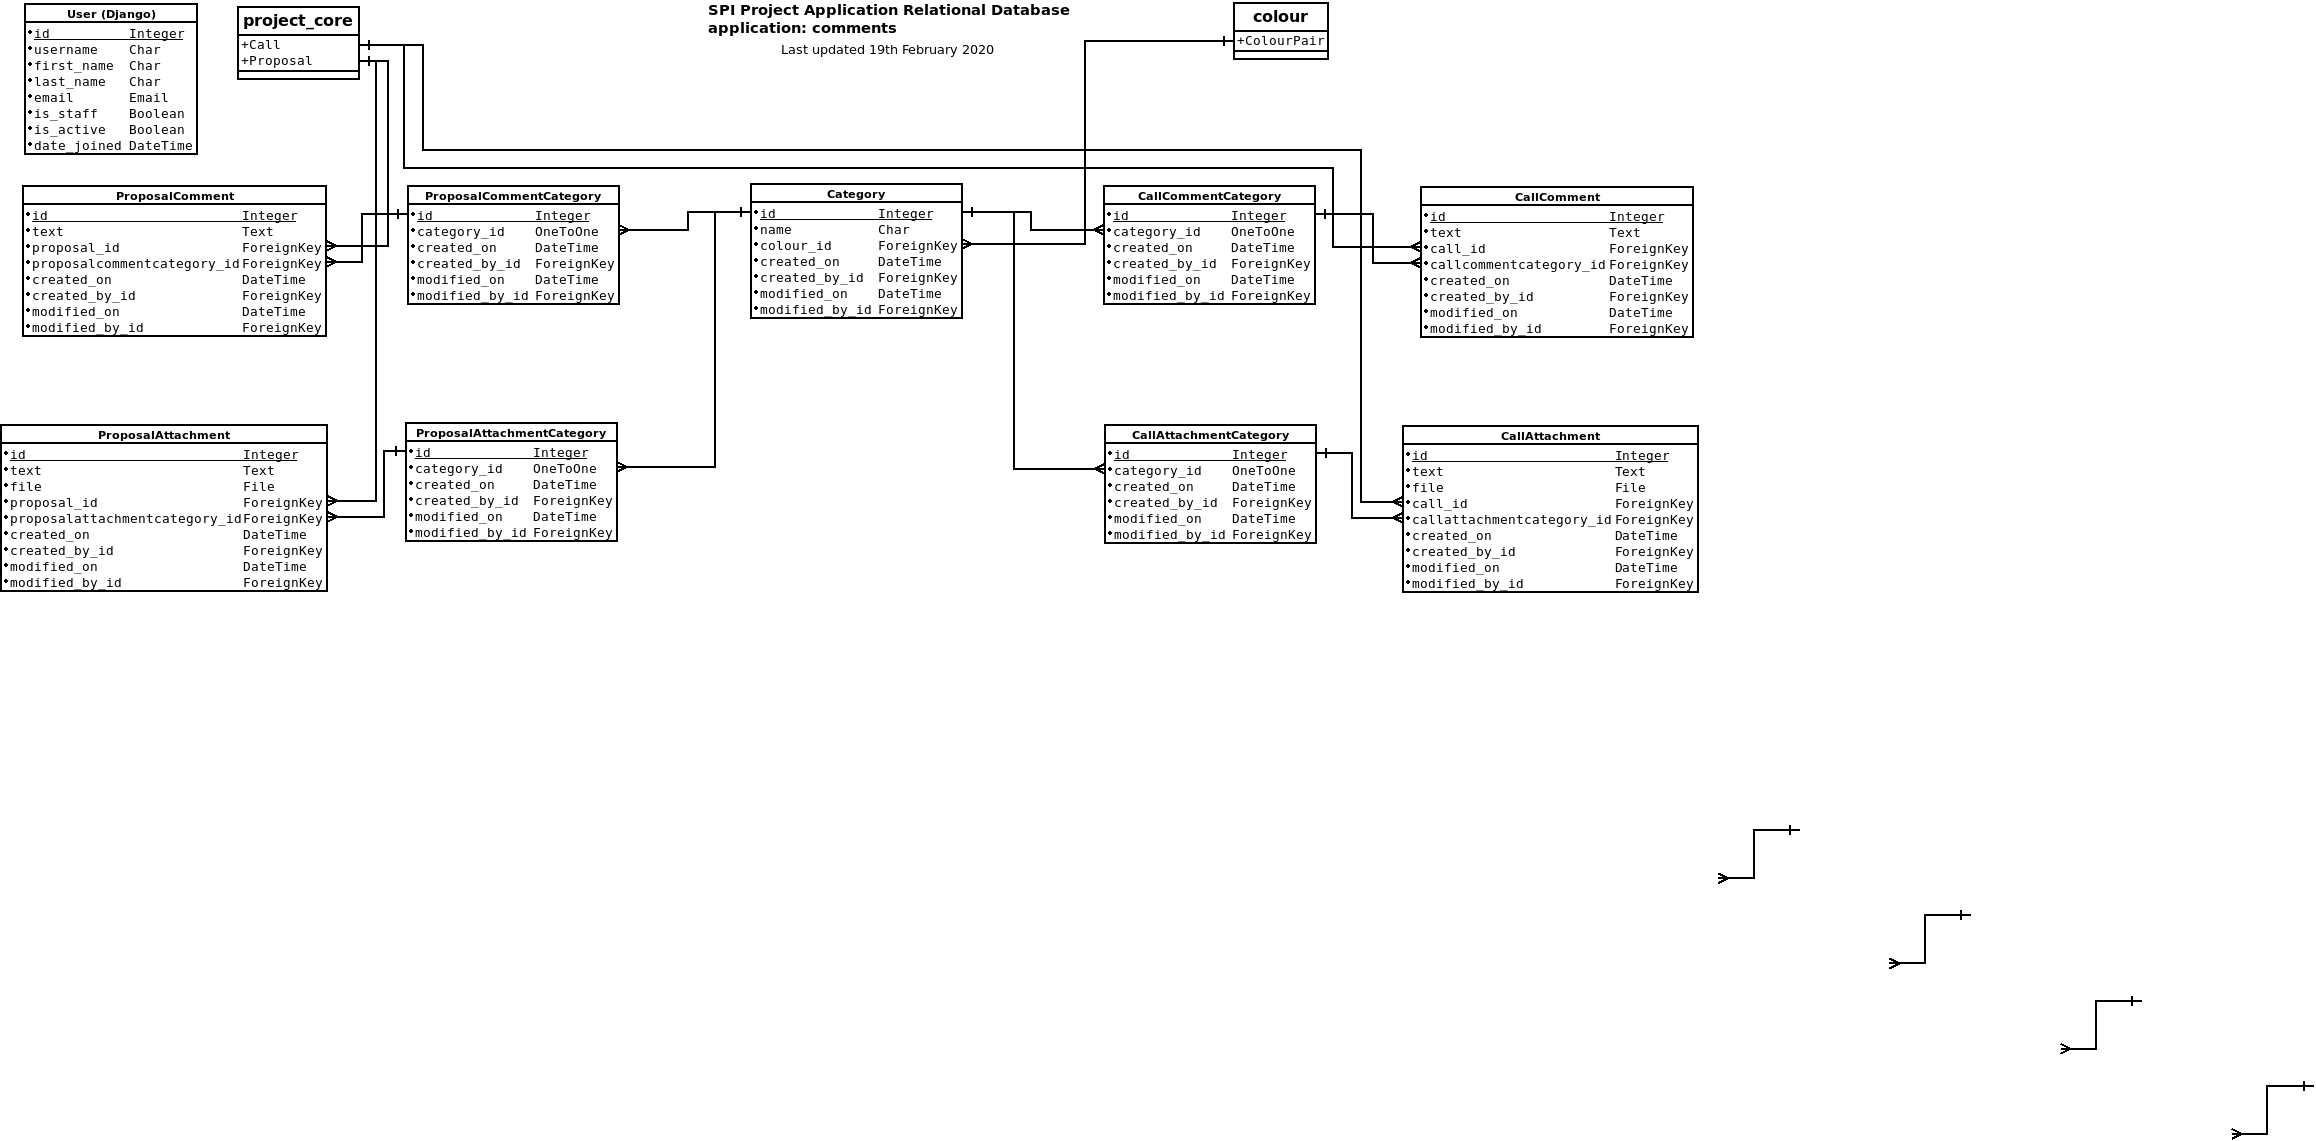 User (Django)
id Integer
username Char
first_name Char
last_name Char
email Email
is_staff Boolean
is_active Boolean
date_joined DateTime
project_core
+Call
+Proposal
SPI Project Application Relational Database
application: comments
Last updated 19th February 2020
colour
+ColourPair
ProposalComment
id Integer
text Text
proposal_id ForeignKey
proposalcommentcategory_id ForeignKey
created_on DateTime
created_by_id ForeignKey
modified_on DateTime
modified_by_id ForeignKey
ProposalCommentCategory
id Integer
category_id OneToOne
created_on DateTime
created_by_id ForeignKey
modified_on DateTime
modified_by_id ForeignKey
Category
id Integer
name Char
colour_id ForeignKey
created_on DateTime
created_by_id ForeignKey
modified_on DateTime
modified_by_id ForeignKey
CallCommentCategory
id Integer
category_id OneToOne
created_on DateTime
created_by_id ForeignKey
modified_on DateTime
modified_by_id ForeignKey
CallComment
id Integer
text Text
call_id ForeignKey
callcommentcategory_id ForeignKey
created_on DateTime
created_by_id ForeignKey
modified_on DateTime
modified_by_id ForeignKey
ProposalAttachment
id Integer
text Text
file File
proposal_id ForeignKey
proposalattachmentcategory_id ForeignKey
created_on DateTime
created_by_id ForeignKey
modified_on DateTime
modified_by_id ForeignKey
ProposalAttachmentCategory
id Integer
category_id OneToOne
created_on DateTime
created_by_id ForeignKey
modified_on DateTime
modified_by_id ForeignKey
CallAttachmentCategory
id Integer
category_id OneToOne
created_on DateTime
created_by_id ForeignKey
modified_on DateTime
modified_by_id ForeignKey
CallAttachment
id Integer
text Text
file File
call_id ForeignKey
callattachmentcategory_id ForeignKey
created_on DateTime
created_by_id ForeignKey
modified_on DateTime
modified_by_id ForeignKey